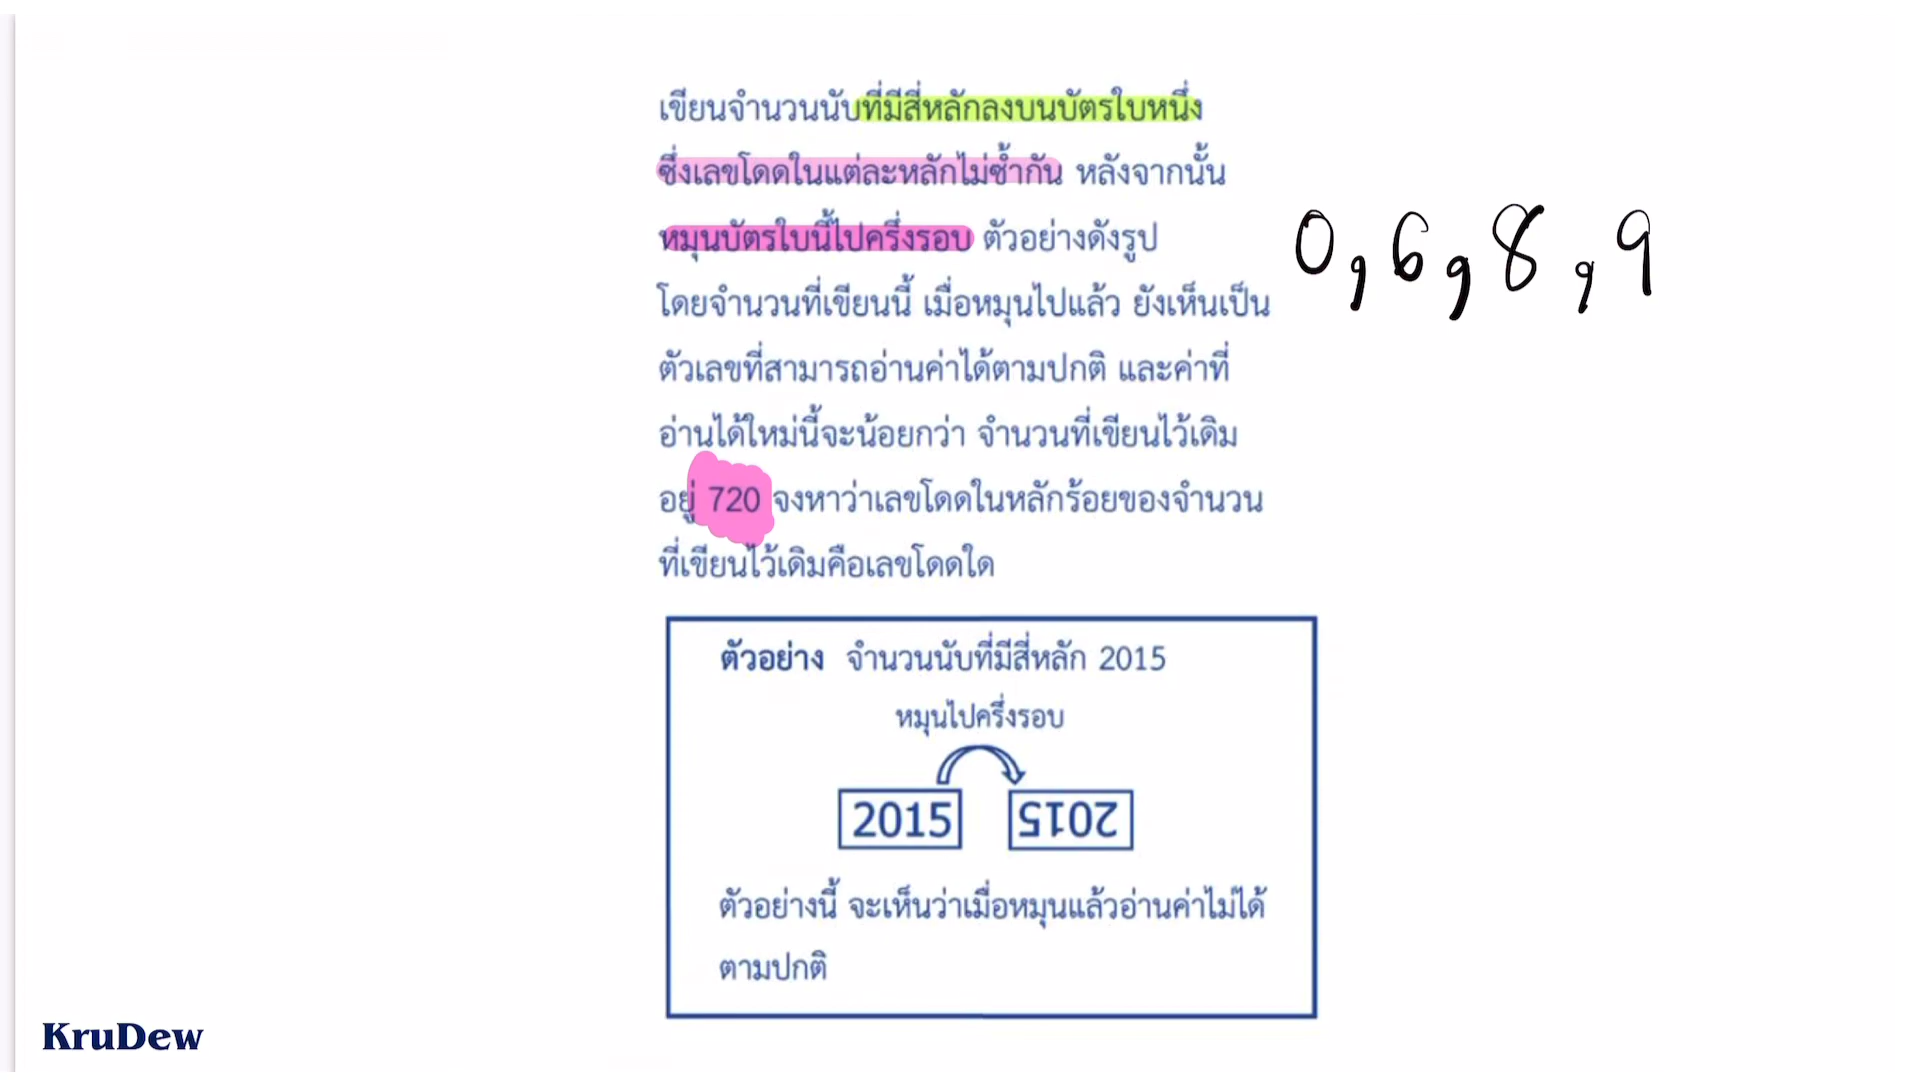 เขียนจำนวนนับที่มีสี่หลักลงบนบัตรใบหนึ่ง
ซึ่งเลขโดดในแต่ละหลักไม่ซ้ำกัน หลังจากนั้น
หมุนบัตรใบนี้ไปครึ่งรอบ ตัวอย่างดังรูป
0, 6, 8, 9
โดยจำนวนที่เขียนนี้ เมื่อหมุนไปแล้ว ยังเห็นเป็น
ตัวเลขที่สามารถอ่านค่าได้ตามปกติ และค่าที่
อ่านได้ใหม่นี้จะน้อยกว่า จำนวนที่เขียนไว้เดิม
อยู่ 720 จงหาว่าเลขโดดในหลักร้อยของจำนวน
ที่เขียนไว้เดิมคือเลขโดดใด
ตัวอย่าง จำนวนนับที่มีสี่หลัก 2015
หมุนไปครึ่งรอบ
2015 2015
ตัวอย่างนี้ จะเห็นว่าเมื่อหมุนแล้วอ่านค่าไม่ได้
ตามปกติ
KruDew